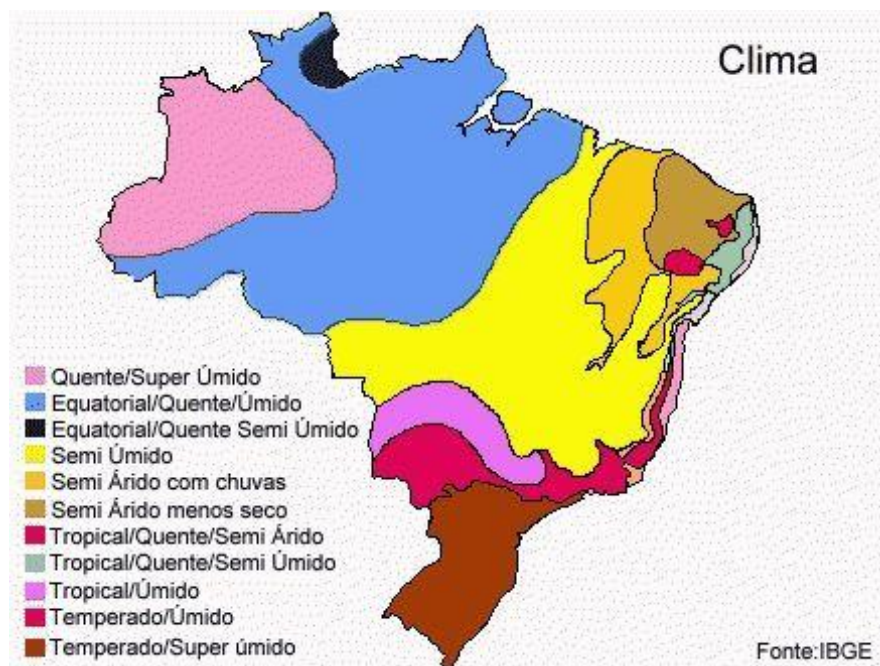 Clima
Quente/Super Úmido
Equatorial/Quente/Úmido
Equatorial/Quente Semi Úmido
Semi Úmido
Semi Árido com chuvas
Semi Árido menos seco
Tropical/Quente/Semi Árido
Tropical/Quente/Semi Úmido
Tropical/Úmido
Temperado/Úmido
Temperado/Super úmido
Fonte:IBGE